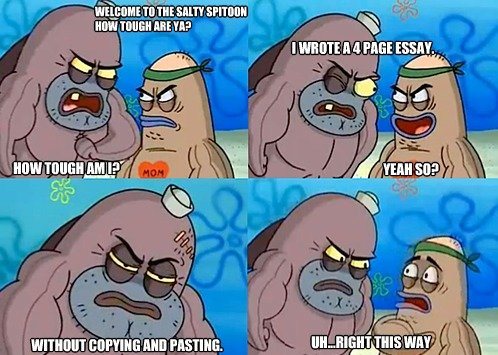 WELCOME TO THE SALTY SPITOON
HOW TOUGH ARE YA?
HOW TOUGH AM I?
MOM
I WROTE A 4 PAGE ESSAY.
YEAH SO?
WITHOUT COPYING AND PASTING.
UH...RIGHT THIS WAY